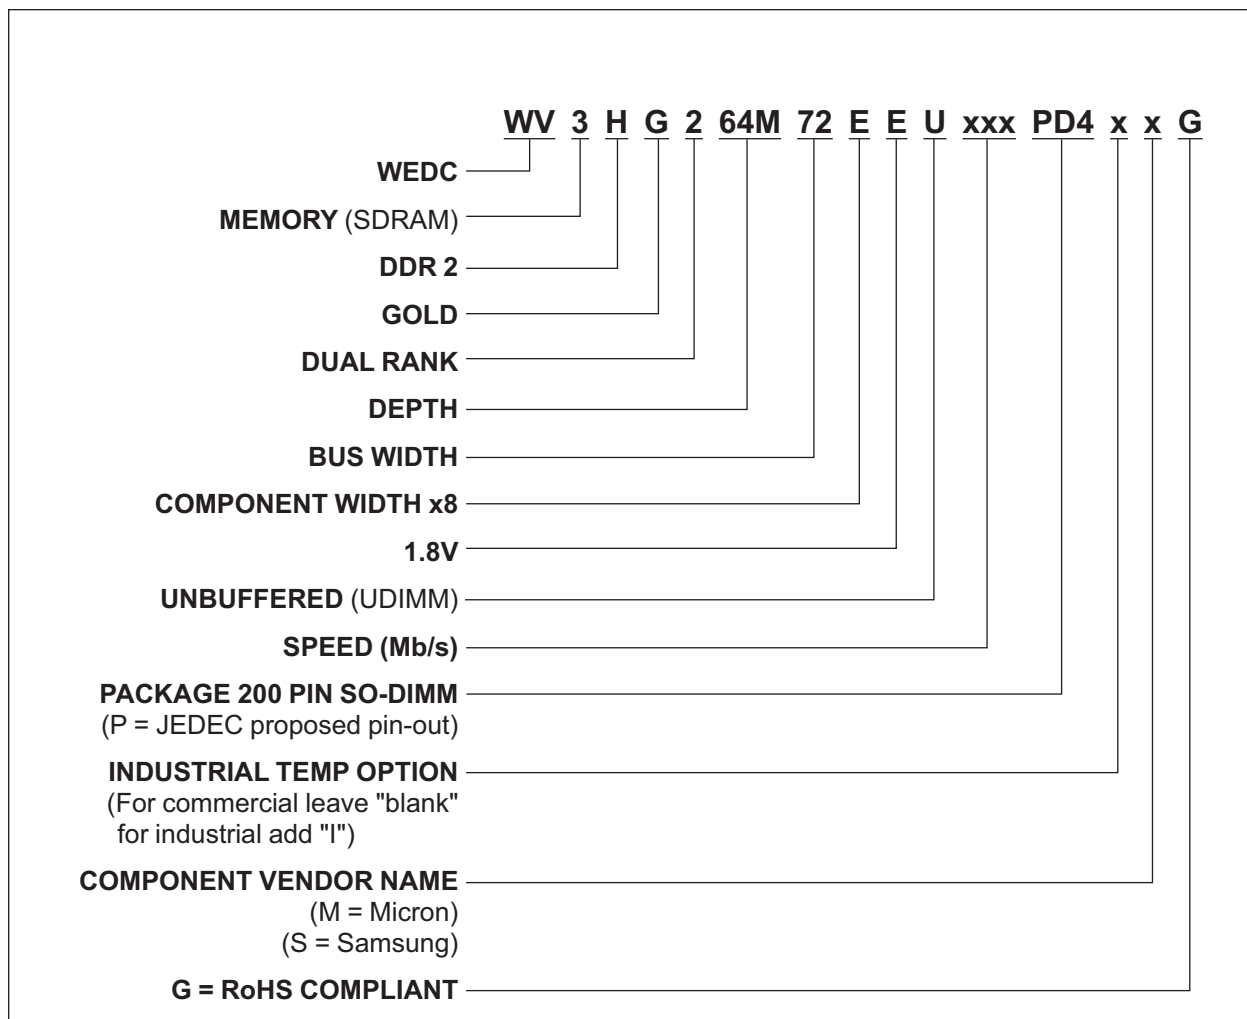 WV 3 H G 2 64M 72 E E U xxx PD4 x x G
WEDC
MEMORY (SDRAM)
DDR 2
GOLD
DUAL RANK
DEPTH
BUS WIDTH
COMPONENT WIDTH x8
1.8V
UNBUFFERED (UDIMM)
SPEED (Mb/s)
PACKAGE 200 PIN SO-DIMM
(P = JEDEC proposed pin-out)
INDUSTRIAL TEMP OPTION
(For commercial leave "blank"
for industrial add "I")
COMPONENT VENDOR NAME
(M = Micron)
(S = Samsung)
G = RoHS COMPLIANT